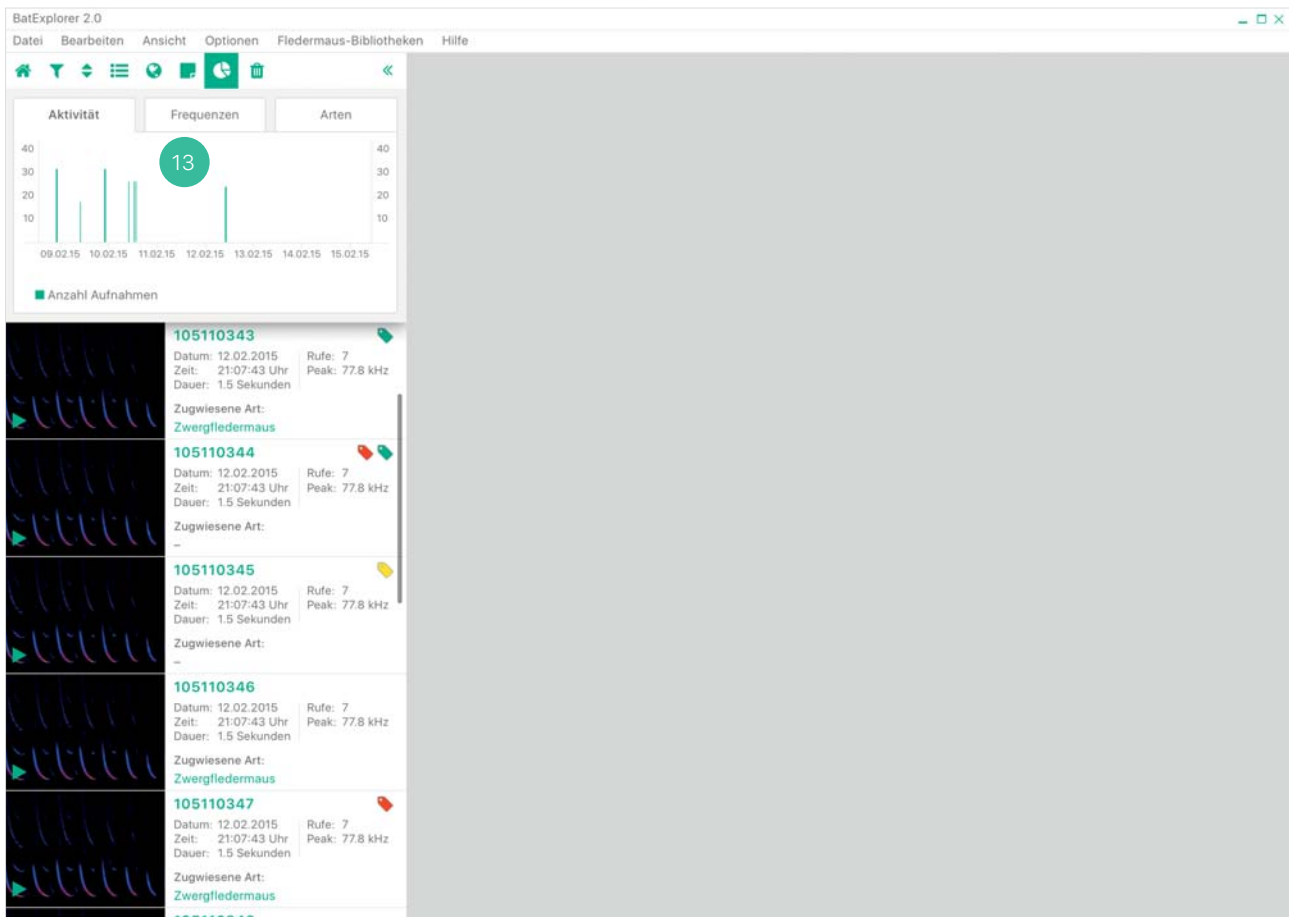 BatExplorer 2.0
Datei Bearbeiten Ansicht Optionen Fledermaus-Bibliotheken Hilfe
Aktivität Frequenzen Arten
13
40 40
30 30
20 20
10 10
09.02.15 10.02.15 11.02.15 12.02.15 13.02.15 14.02.15 15.02.15
Anzahl Aufnahmen
105110343
Datum: 12.02.2015 Rufe: 7
Zeit: 21:07:43 Uhr Peak: 77.8 kHz
Dauer: 1.5 Sekunden
Zugwiesene Art:
Zwergfledermaus
105110344
Datum: 12.02.2015 Rufe: 7
Zeit: 21:07:43 Uhr Peak: 77.8 kHz
Dauer: 1.5 Sekunden
Zugwiesene Art:
–
105110345
Datum: 12.02.2015 Rufe: 7
Zeit: 21:07:43 Uhr Peak: 77.8 kHz
Dauer: 1.5 Sekunden
Zugwiesene Art:
–
105110346
Datum: 12.02.2015 Rufe: 7
Zeit: 21:07:43 Uhr Peak: 77.8 kHz
Dauer: 1.5 Sekunden
Zugwiesene Art:
Zwergfledermaus
105110347
Datum: 12.02.2015 Rufe: 7
Zeit: 21:07:43 Uhr Peak: 77.8 kHz
Dauer: 1.5 Sekunden
Zugwiesene Art:
Zwergfledermaus